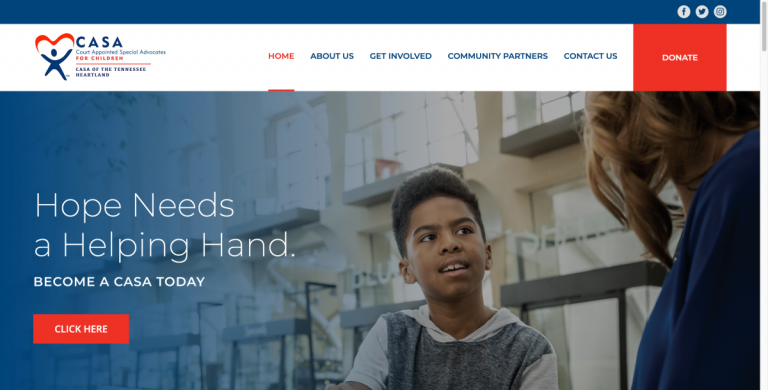 CASA
Court Appointed Special Advocates
FOR CHILDREN
CASA OF THE TENNESSEE
HEARTLAND
HOME ABOUT US GET INVOLVED COMMUNITY PARTNERS CONTACT US DONATE
Hope Needs
a Helping Hand.
BECOME A CASA TODAY
CLICK HERE